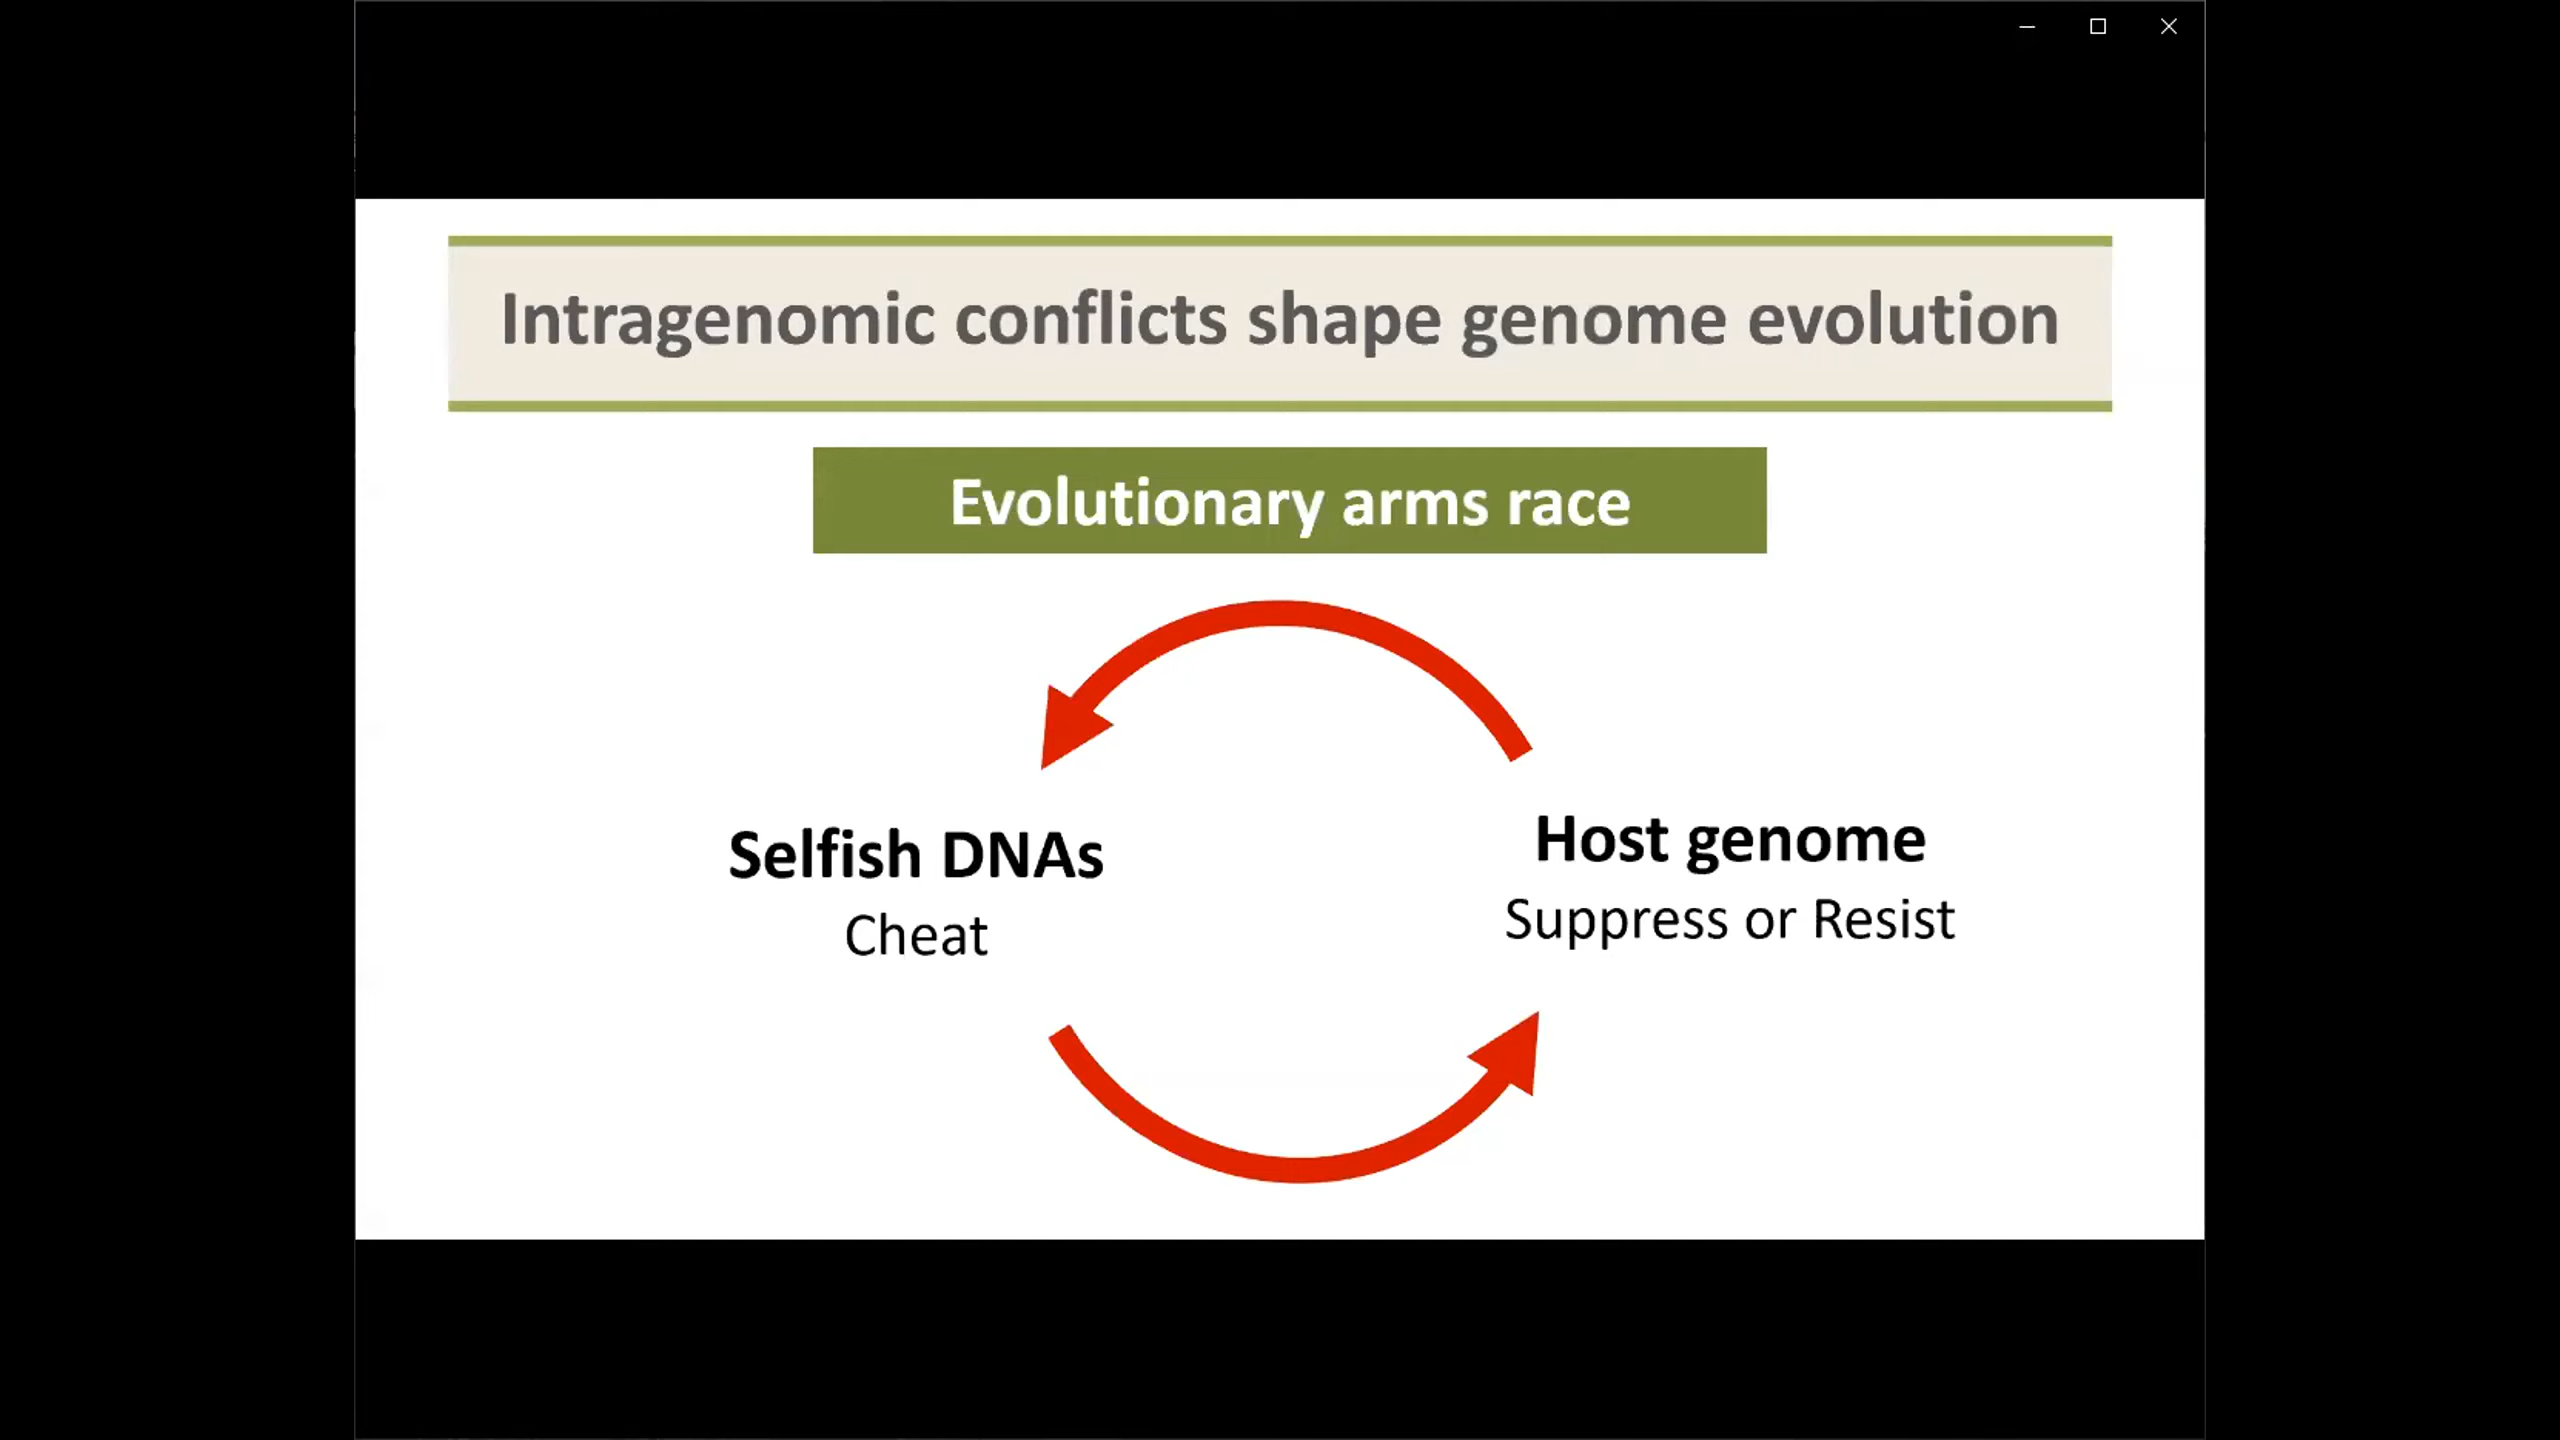 Intragenomic conflicts shape genome evolution
Evolutionary arms race
Selfish DNAs
Cheat
Host genome
Suppress or Resist